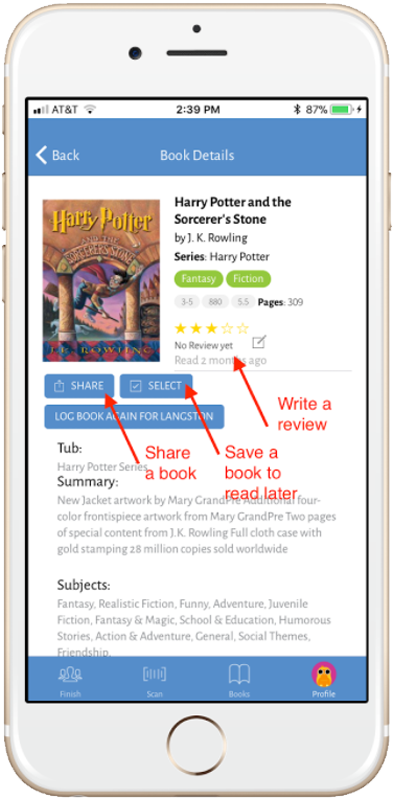 AT&T 2:39 PM 87%
Back Book Details
Harry Potter
AND THE
SORCERER'S STONE
J. K. ROWLING
Harry Potter and the
Sorcerer's Stone
by J. K. Rowling
Series: Harry Potter
Fantasy Fiction
3-5 880 5.5 Pages: 309
No Review yet
Read 2 months ago
Write a
review
SHARE SELECT
LOG BOOK AGAIN FOR LANGSTON
Share
a book
Save a
book to
read later
Tub:
Harry Potter Series
Summary:
New Jacket artwork by Mary GrandPre Additional four-
color frontispiece artwork from Mary GrandPre Two pages
of special content from J.K. Rowling Full cloth case with
gold stamping 28 million copies sold worldwide
Subjects:
Fantasy, Realistic Fiction, Funny, Adventure, Juvenile
Fiction, Fantasy & Magic, School & Education, Humorous
Stories, Action & Adventure, General, Social Themes,
Friendship,
Finish Scan Books Profile